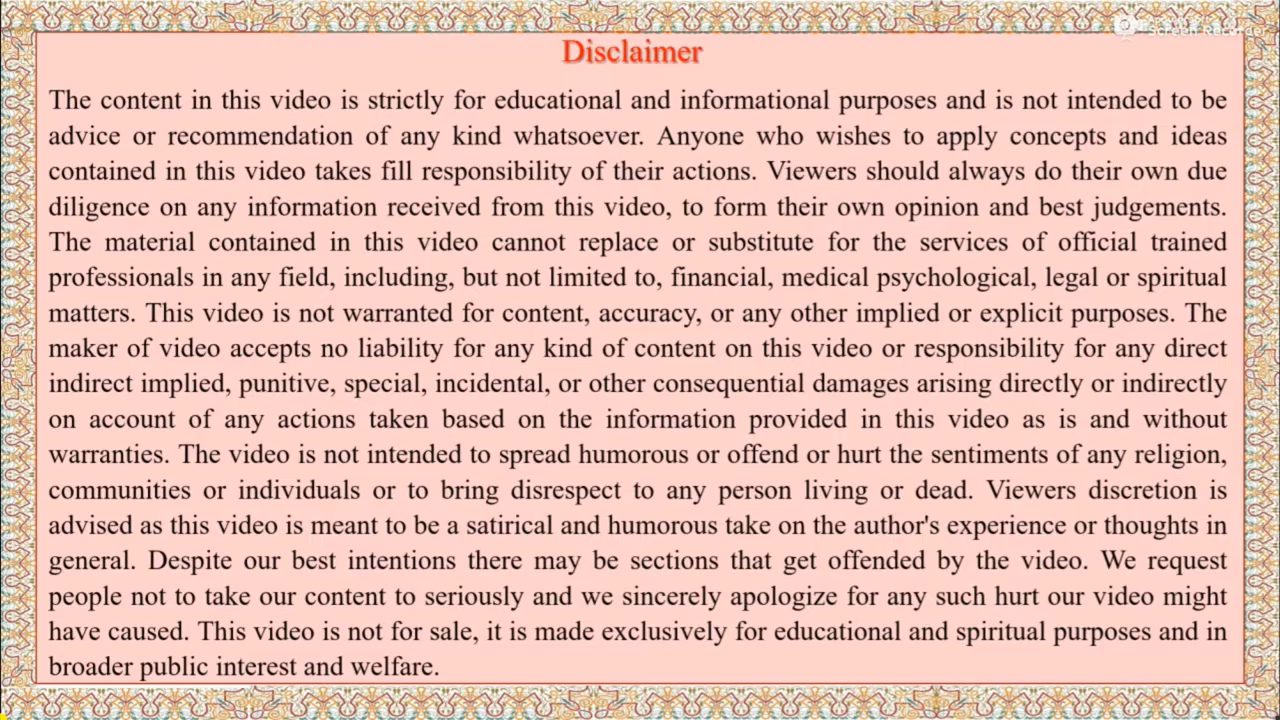 Screen Recorder
Disclaimer
The content in this video is strictly for educational and informational purposes and is not intended to be
advice or recommendation of any kind whatsoever. Anyone who wishes to apply concepts and ideas
contained in this video takes fill responsibility of their actions. Viewers should always do their own due
diligence on any information received from this video, to form their own opinion and best judgements.
The material contained in this video cannot replace or substitute for the services of official trained
professionals in any field, including, but not limited to, financial, medical psychological, legal or spiritual
matters. This video is not warranted for content, accuracy, or any other implied or explicit purposes. The
maker of video accepts no liability for any kind of content on this video or responsibility for any direct
indirect implied, punitive, special, incidental, or other consequential damages arising directly or indirectly
on account of any actions taken based on the information provided in this video as is and without
warranties. The video is not intended to spread humorous or offend or hurt the sentiments of any religion,
communities or individuals or to bring disrespect to any person living or dead. Viewers discretion is
advised as this video is meant to be a satirical and humorous take on the author's experience or thoughts in
general. Despite our best intentions there may be sections that get offended by the video. We request
people not to take our content to seriously and we sincerely apologize for any such hurt our video might
have caused. This video is not for sale, it is made exclusively for educational and spiritual purposes and in
broader public interest and welfare.